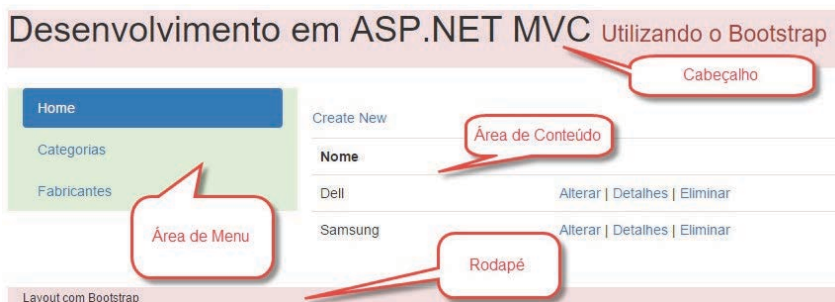 Desenvolvimento em ASP.NET MVC Utilizando o Bootstrap
Cabeçalho
Home
Categorias
Fabricantes
Área de Menu
Create New
Área de Conteúdo
Nome
Dell Alterar | Detalhes | Eliminar
Samsung Alterar | Detalhes | Eliminar
Rodapé
Layout com Bootstrap